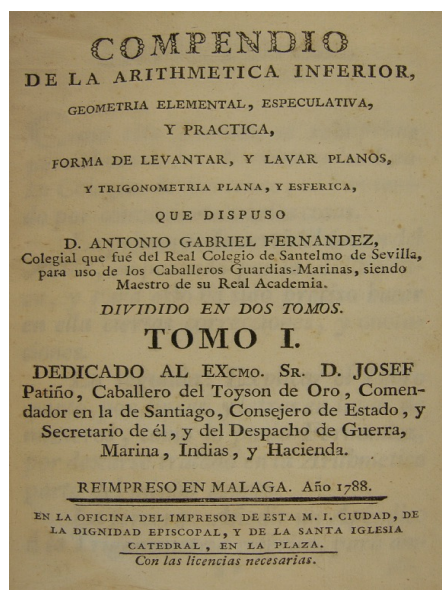 COMPENDIO
DE LA ARITHMETICA INFERIOR,
GEOMETRIA ELEMENTAL, ESPECULATIVA,
Y PRACTICA,
FORMA DE LEVANTAR, Y LAVAR PLANOS,
Y TRIGONOMETRIA PLANA, Y ESFERICA,
QUE DISPUSO
D. ANTONIO GABRIEL FERNANDEZ,
Colegial que fué del Real Colegio de Santelmo de Sevilla,
para uso de los Caballeros Guardias-Marinas, siendo
Maestro de su Real Academia.
DIVIDIDO EN DOS TOMOS.
TOMO I.
DEDICADO AL EXCMO. SR. D. JOSEF
Patiño, Caballero del Toyson de Oro, Comen-
dador en la de Santiago, Consejero de Estado, y
Secretario de él, y del Despacho de Guerra,
Marina, Indias, y Hacienda.
REIMPRESO EN MALAGA. Año 1788.
EN LA OFICINA DEL IMPRESOR DE ESTA M. I. CIUDAD, DE
LA DIGNIDAD EPISCOPAL, Y DE LA SANTA IGLESIA
CATEDRAL, EN LA PLAZA.
Con las licencias necesarias.